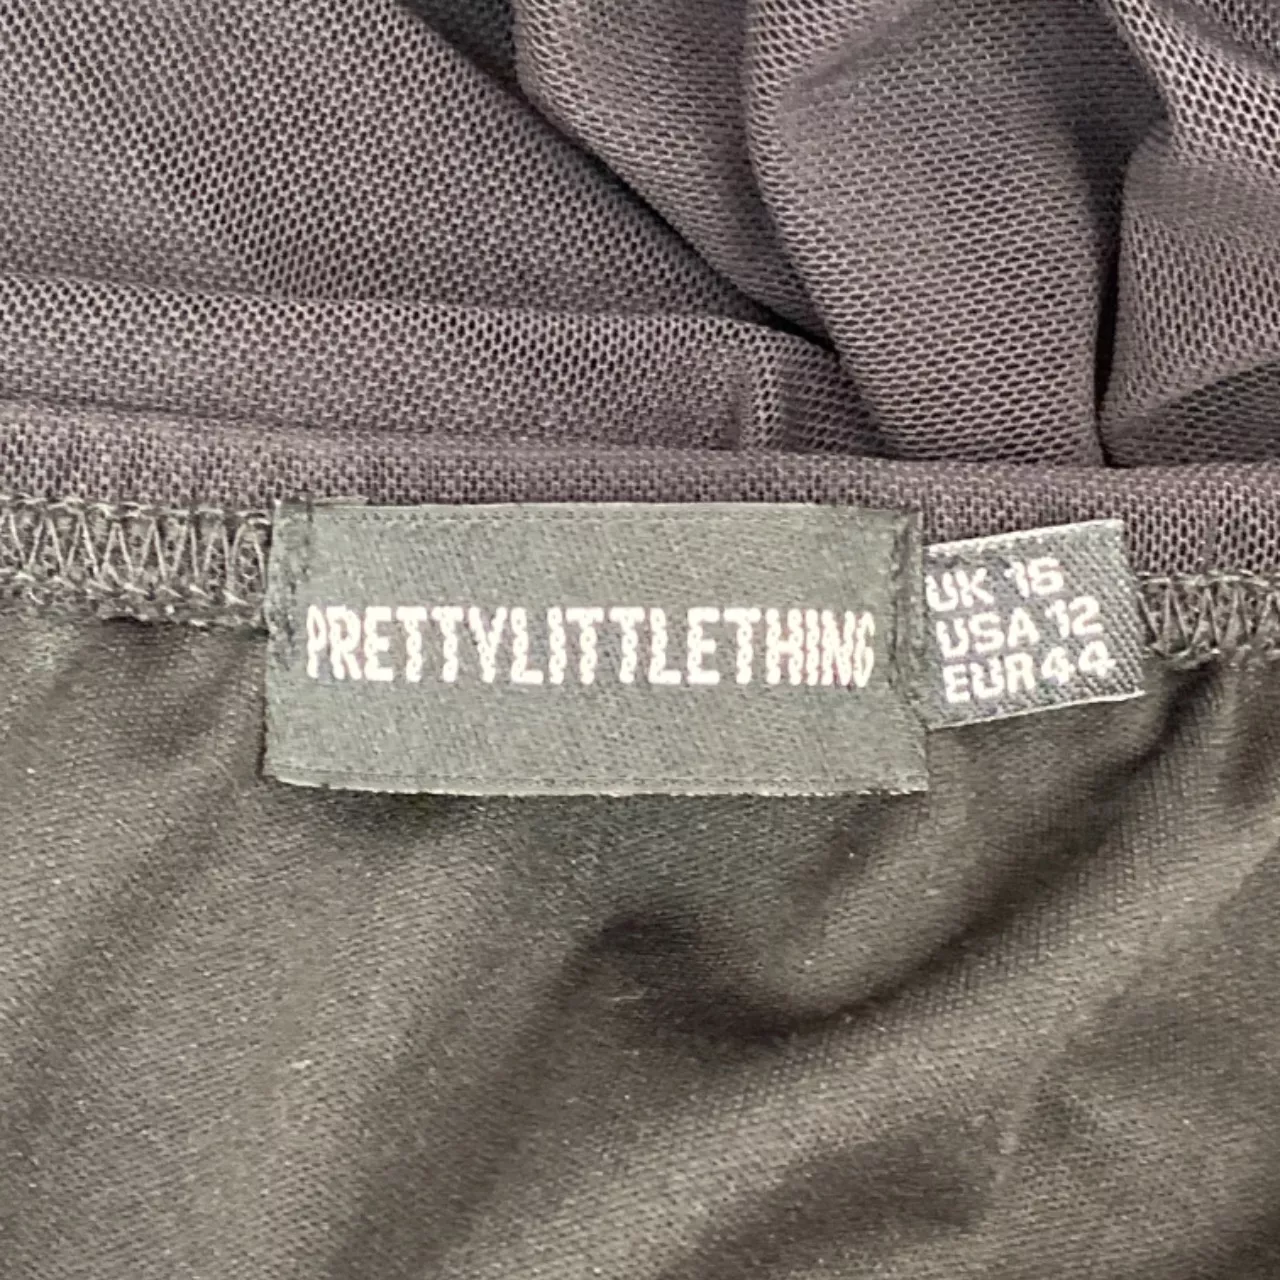 PRETTYLITTLETHING
UK 16
USA 12
EUR 44